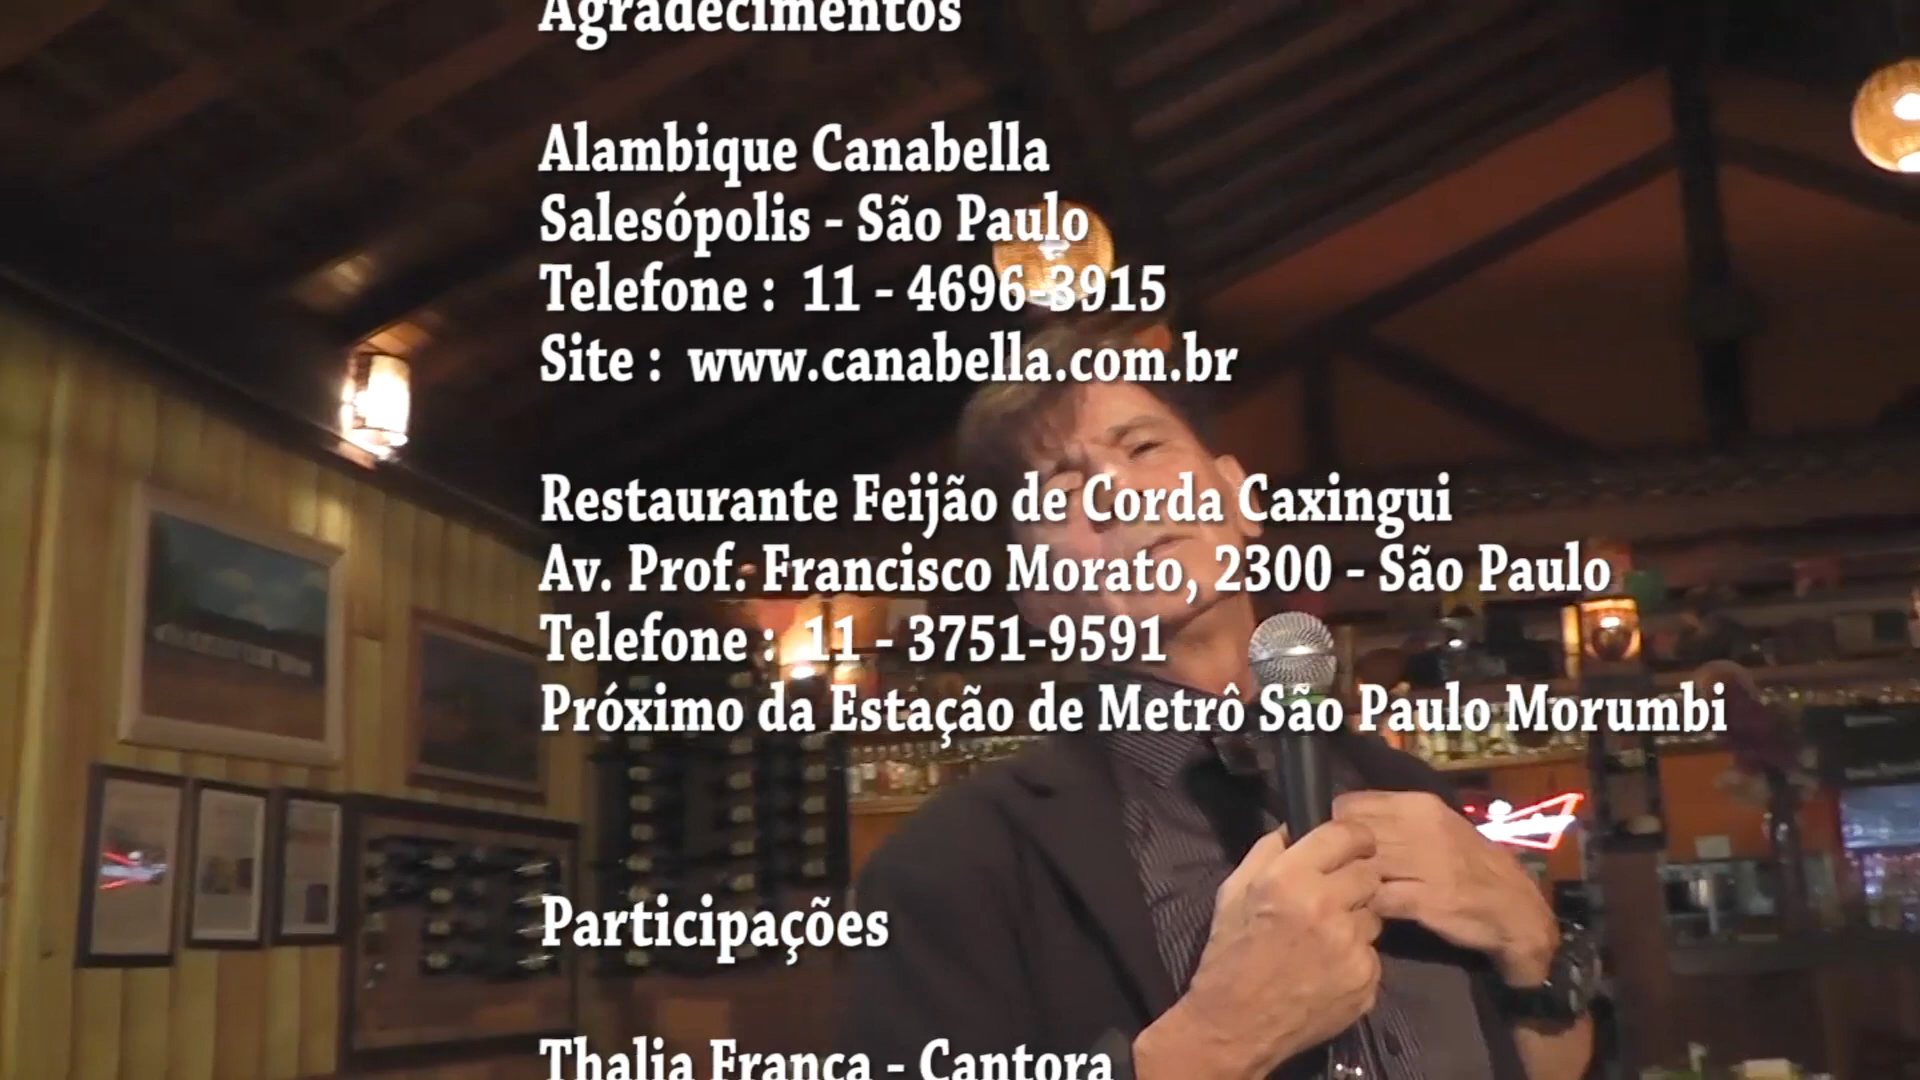 Agradecimentos
Alambique Canabella
Salesópolis - São Paulo
Telefone : 11 - 4696-3915
Site : www.canabella.com.br
Restaurante Feijão de Corda Caxingui
Av. Prof. Francisco Morato, 2300 - São Paulo
Telefone : 11 - 3751-9591
Próximo da Estação de Metrô São Paulo Morumbi
Participações
Thalia França - Cantora